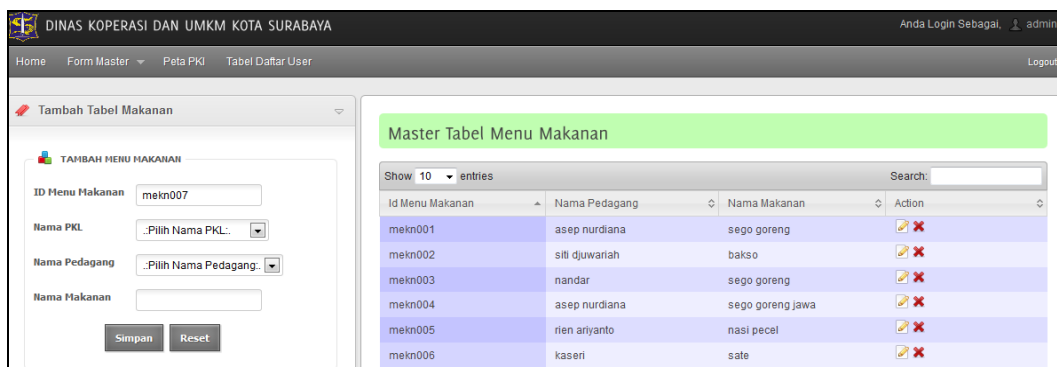 DINAS KOPERASI DAN UMKM KOTA SURABAYA
Anda Login Sebagai, admin
Home Form Master Peta PKl Tabel Daftar User Logout
Tambah Tabel Makanan
TAMBAH MENU MAKANAN
ID Menu Makanan mekn007
Nama PKL .:Pilih Nama PKL:.
Nama Pedagang .:Pilih Nama Pedagang:.
Nama Makanan
Simpan Reset
Master Tabel Menu Makanan
Show 10 entries Search:
Id Menu Makanan Nama Pedagang Nama Makanan Action
mekn001 asep nurdiana sego goreng
mekn002 siti djuwariah bakso
mekn003 nandar sego goreng
mekn004 asep nurdiana sego goreng jawa
mekn005 rien ariyanto nasi pecel
mekn006 kaseri sate